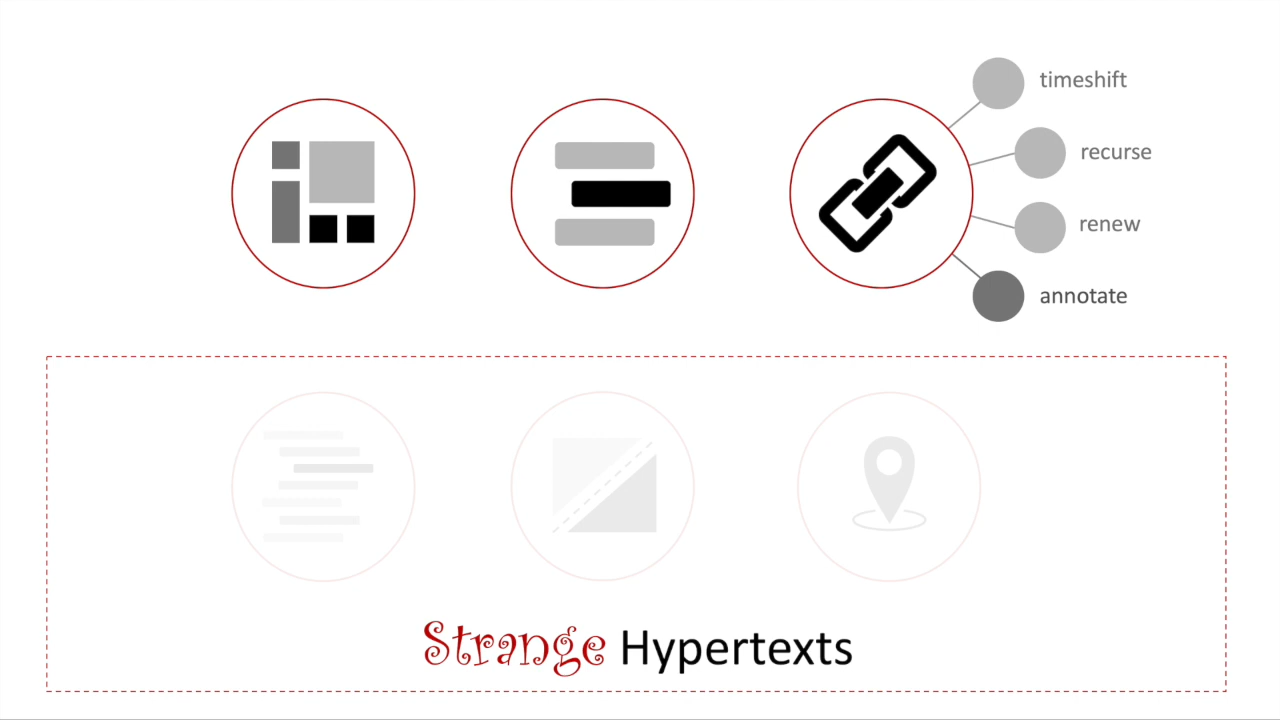 timeshift
recurse
renew
annotate
Strange Hypertexts